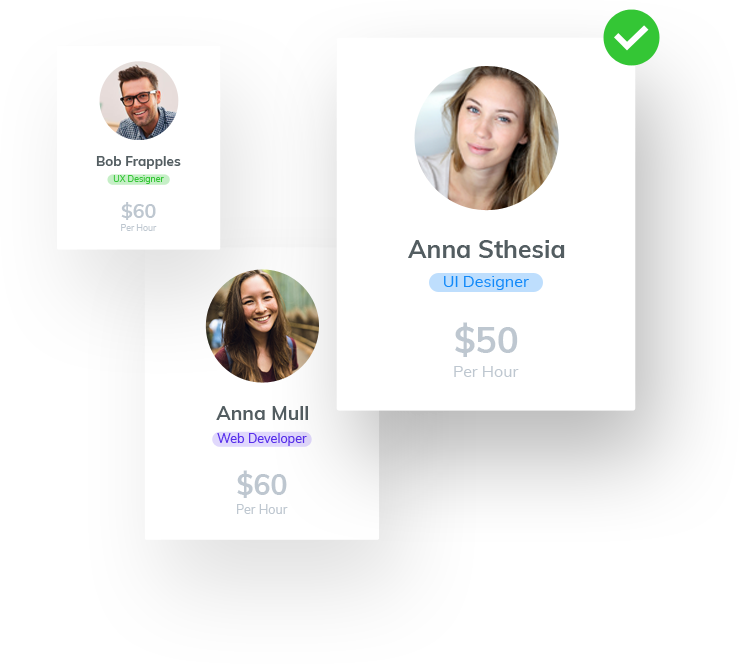 Bob Frapples
UX Designer
$60
Per Hour
Anna Sthesia
UI Designer
$50
Per Hour
Anna Mull
Web Developer
$60
Per Hour